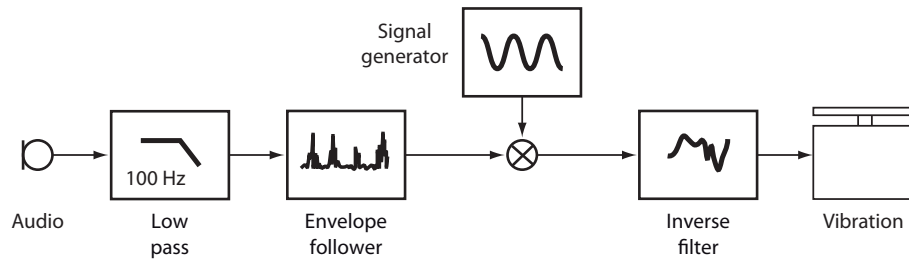 Signal
generator
100 Hz
Audio
Low
pass
Envelope
follower
Inverse
filter
Vibration